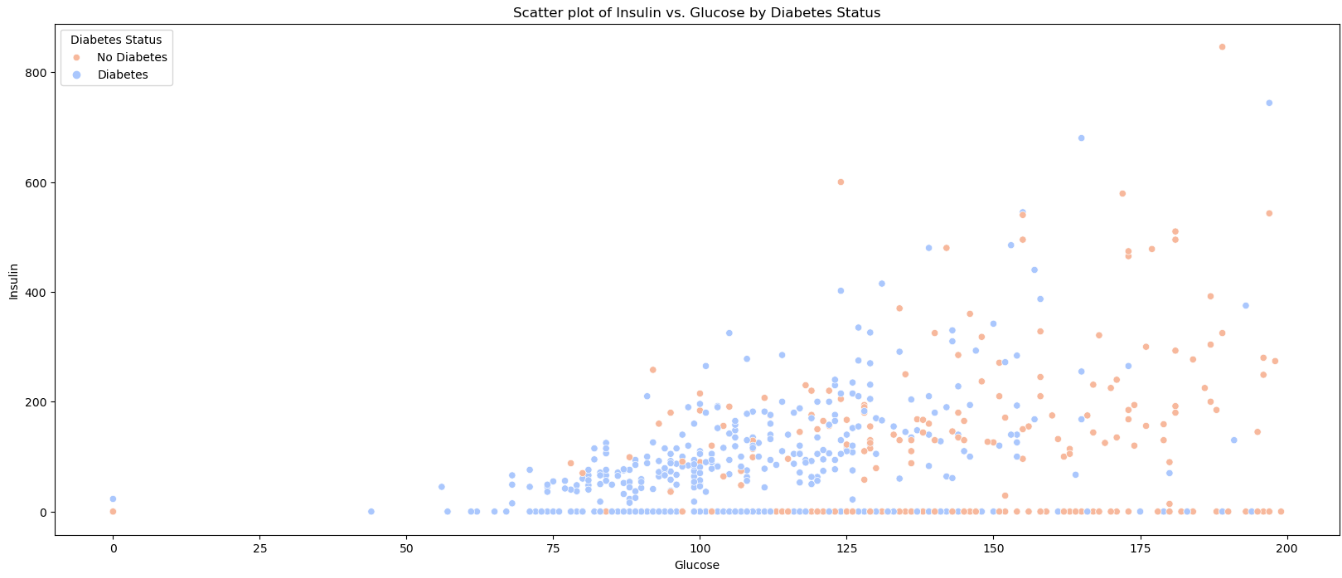 Scatter plot of Insulin vs. Glucose by Diabetes Status
Diabetes Status
No Diabetes
Diabetes
800
600
400
200
0
Insulin
0 25 50 75 100 125 150 175 200
Glucose